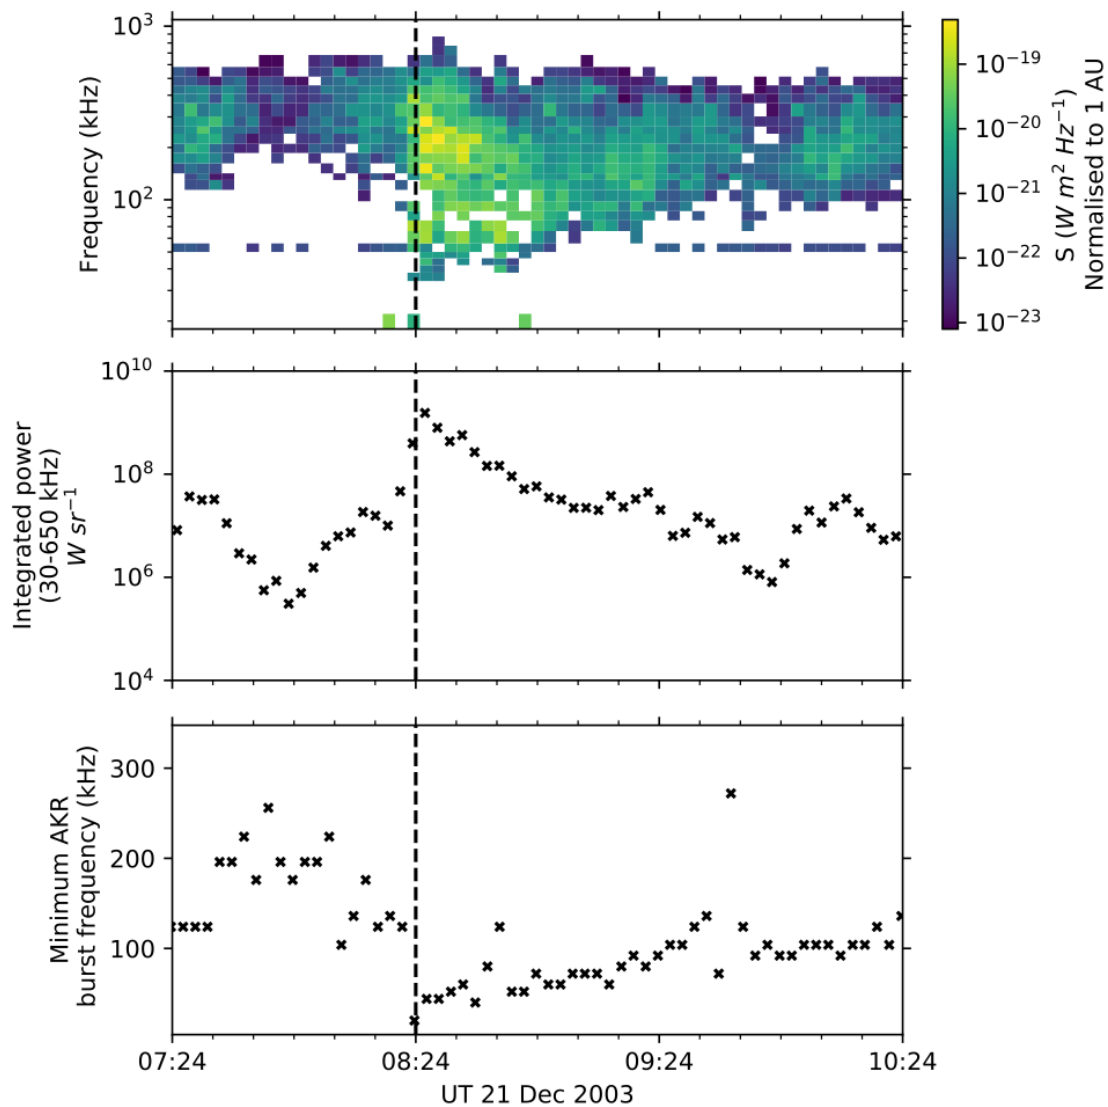 10³
10²
Frequency (kHz)
10⁻¹⁹
10⁻²⁰
10⁻²¹
10⁻²²
10⁻²³
S (W m² Hz⁻¹)
Normalised to 1 AU
10¹⁰
10⁸
10⁶
10⁴
Integrated power
(30-650 kHz)
W sr⁻¹
300
200
100
Minimum AKR
burst frequency (kHz)
07:24 08:24 09:24 10:24
UT 21 Dec 2003